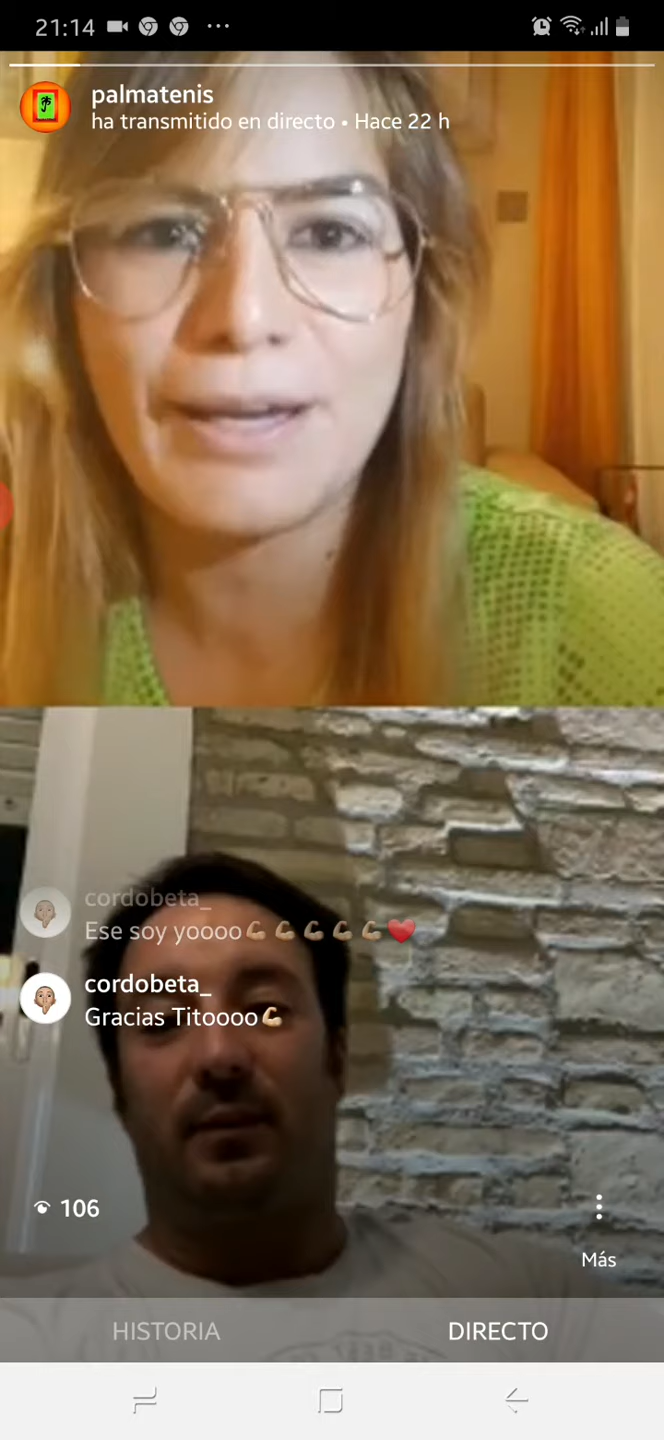 21:14
palmatenis
ha transmitido en directo • Hace 22 h
cordobeta_
Ese soy yoooo💪🏼💪🏼💪🏼💪🏼💪🏼❤️
cordobeta_
Gracias Titoooo💪🏼
106
Más
HISTORIA
DIRECTO